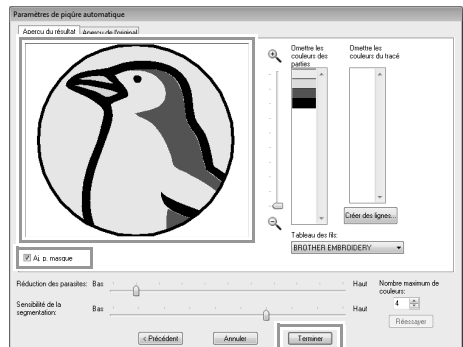 Paramètres de piqûre automatique
Aperçu du résultat
Aperçu de l'original
Omettre les
couleurs des
parties
Omettre les
couleurs du tracé
Créer des lignes...
Tableau des fils:
BROTHER EMBROIDERY
Aj. p. masque
Réduction des parasites: Bas Haut
Nombre maximum de
couleurs:
4
Sensibilité de la
segmentation: Bas Haut
Réessayer
< Précédent Annuler Terminer